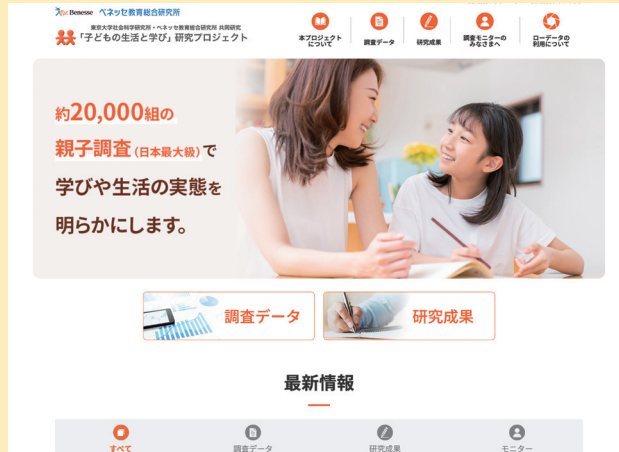 Benesse ベネッセ教育総合研究所
東京大学社会科学研究所・ベネッセ教育総合研究所 共同研究
「子どもの生活と学び」研究プロジェクト
本プロジェクト
について
調査データ
研究成果
調査モニターの
みなさまへ
ローデータの
利用について
約20,000組の
親子調査(日本最大級)で
学びや生活の実態を
明らかにします。
調査データ
研究成果
最新情報
すべて
調査データ
研究成果
モニター